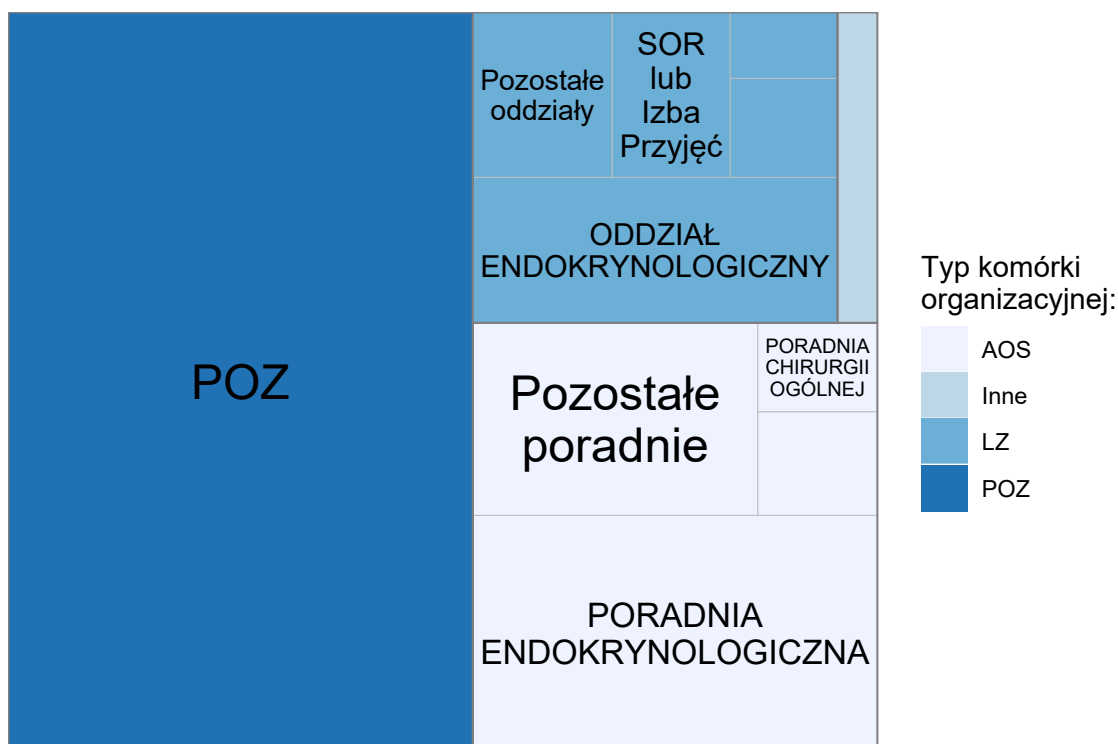 POZ
Pozostałe
oddziały
SOR
lub
Izba
Przyjęć
ODDZIAŁ
ENDOKRYNOLOGICZNY
Pozostałe
poradnie
PORADNIA
CHIRURGII
OGÓLNEJ
PORADNIA
ENDOKRYNOLOGICZNA
Typ komórki
organizacyjnej:
AOS
Inne
LZ
POZ